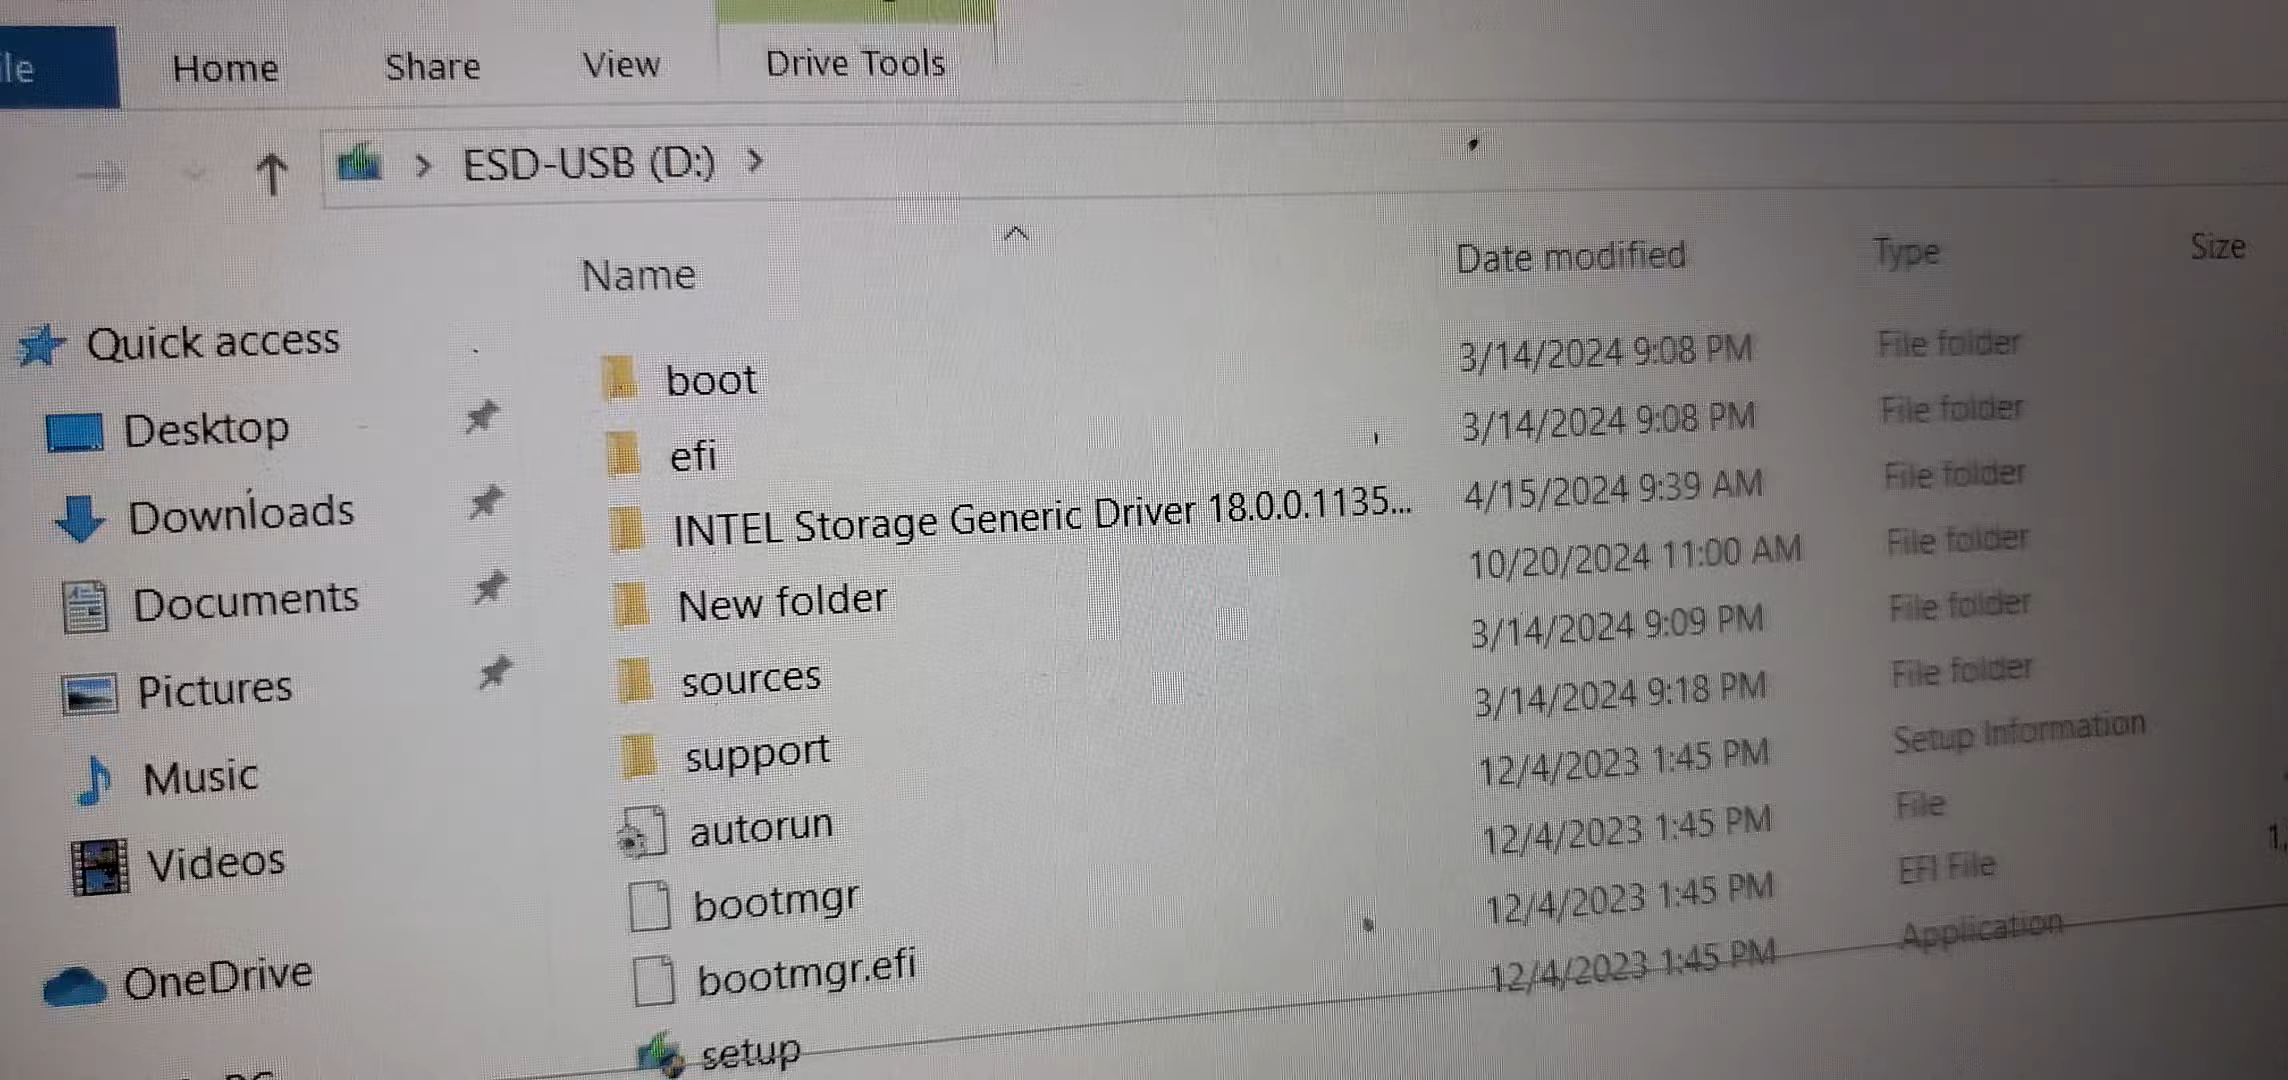 le Home Share View Drive Tools
ESD-USB (D:)
Name Date modified Type Size
Quick access
Desktop
Downloads
Documents
Pictures
Music
Videos
OneDrive
boot 3/14/2024 9:08 PM File folder
efi 3/14/2024 9:08 PM File folder
INTEL Storage Generic Driver 18.0.0.1135... 4/15/2024 9:39 AM File folder
New folder 10/20/2024 11:00 AM File folder
sources 3/14/2024 9:09 PM File folder
support 3/14/2024 9:18 PM File folder
autorun 12/4/2023 1:45 PM Setup Information
bootmgr 12/4/2023 1:45 PM File
bootmgr.efi 12/4/2023 1:45 PM EFI File 1,
setup 12/4/2023 1:45 PM Application